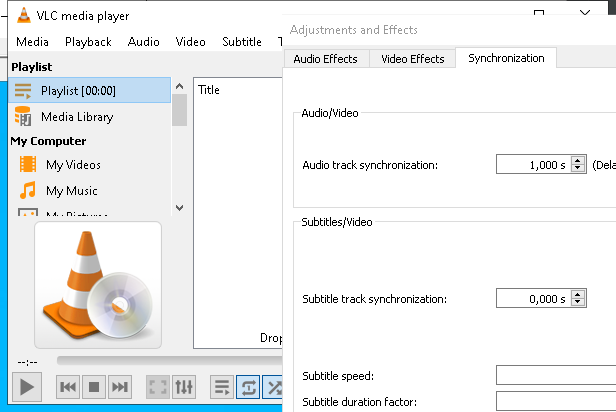 VLC media player
Media Playback Audio Video Subtitle
Playlist
Playlist [00:00]
Media Library
My Computer
My Videos
My Music
My Pictures
Title
Drop
--:--
Adjustments and Effects
Audio Effects Video Effects Synchronization
Audio/Video
Audio track synchronization: 1,000 s (Dela
Subtitles/Video
Subtitle track synchronization: 0,000 s
Subtitle speed:
Subtitle duration factor: